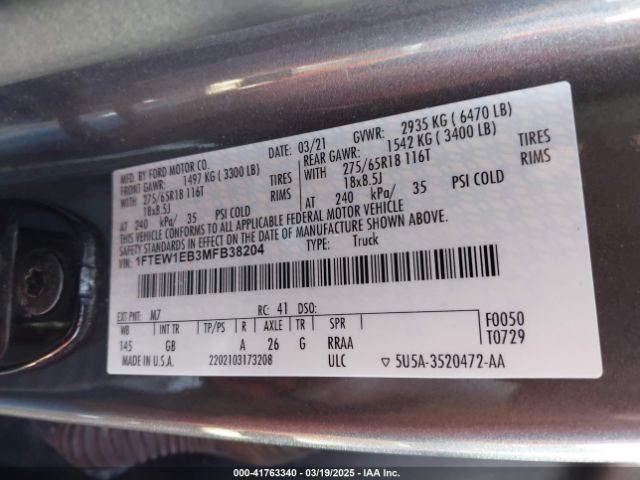 MFD. BY FORD MOTOR CO.
DATE: 03/21 GVWR: 2935 KG ( 6470 LB)
FRONT GAWR: 1497 KG ( 3300 LB)
REAR GAWR: 1542 KG ( 3400 LB)
WITH 275/65R18 116T TIRES
WITH 275/65R18 116T TIRES
18x8.5J RIMS
18x8.5J RIMS
AT 240 kPa/ 35 PSI COLD
AT 240 kPa/ 35 PSI COLD
THIS VEHICLE CONFORMS TO ALL APPLICABLE FEDERAL MOTOR VEHICLE
SAFETY STANDARDS IN EFFECT ON THE DATE OF MANUFACTURE SHOWN ABOVE.
VIN: 1FTEW1EB3MFB38204 TYPE: Truck
EXT PNT: M7 RC: 41 DSO: F0050
WB INT TR TP/PS R AXLE TR SPR T0729
145 GB A 26 G RRAA
MADE IN U.S.A. 2202103173208 ULC ▽ 5U5A-3520472-AA
000-41763340 - 03/19/2025 - IAA Inc.